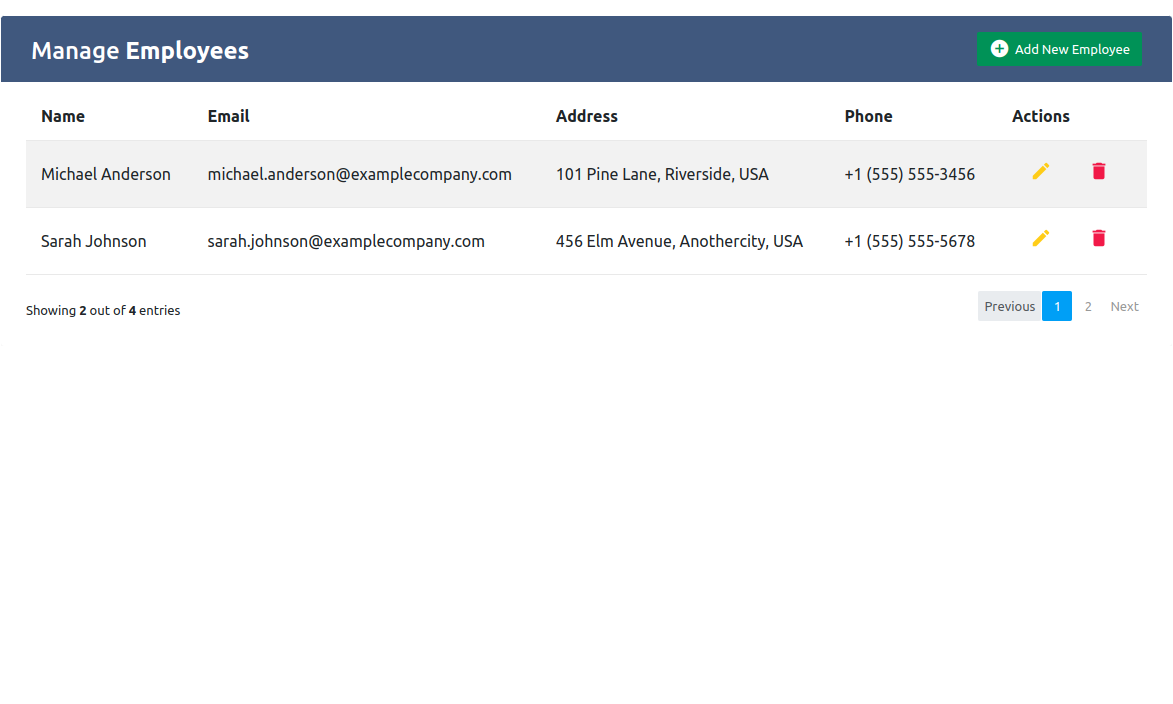 Manage Employees
Add New Employee
Name Email Address Phone Actions
Michael Anderson michael.anderson@examplecompany.com 101 Pine Lane, Riverside, USA +1 (555) 555-3456
Sarah Johnson sarah.johnson@examplecompany.com 456 Elm Avenue, Anothercity, USA +1 (555) 555-5678
Showing 2 out of 4 entries
Previous 1 2 Next